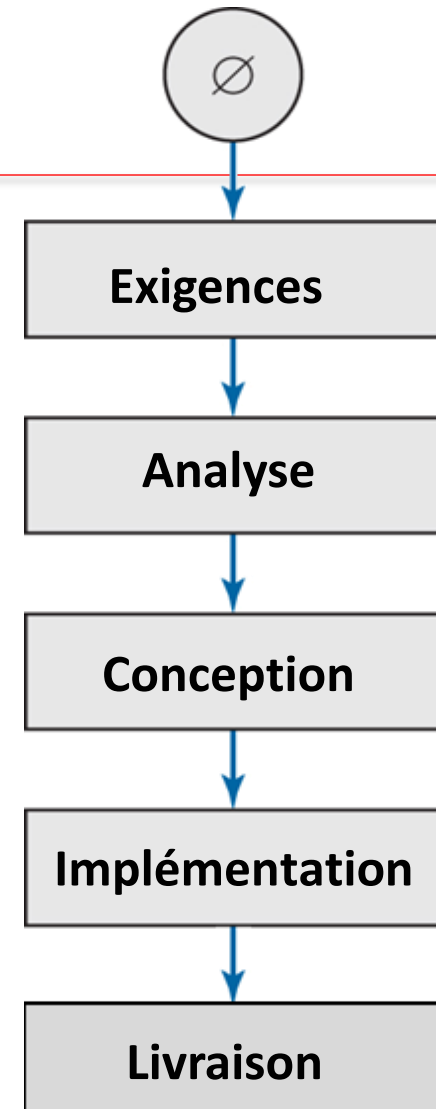 ∅
Exigences
Analyse
Conception
Implémentation
Livraison